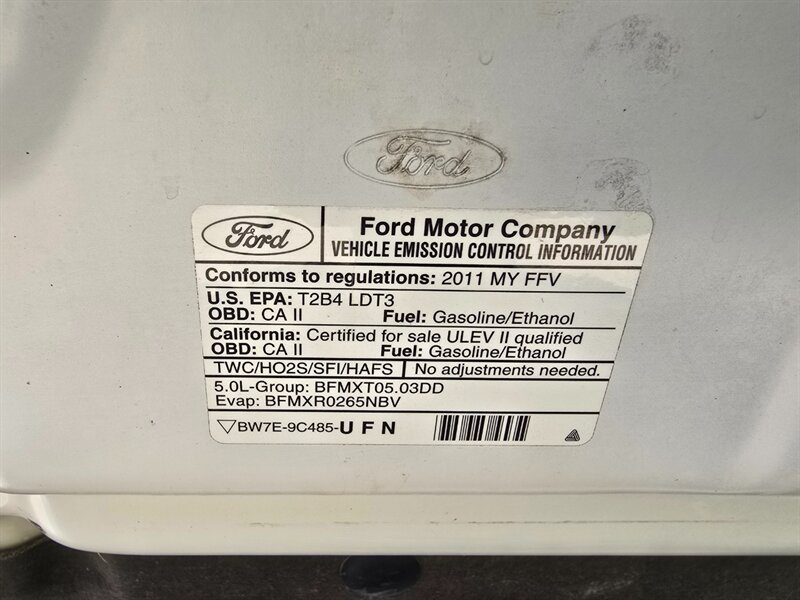 Ford
Ford
Ford Motor Company
VEHICLE EMISSION CONTROL INFORMATION
Conforms to regulations: 2011 MY FFV
U.S. EPA: T2B4 LDT3
OBD: CA II Fuel: Gasoline/Ethanol
California: Certified for sale ULEV II qualified
OBD: CA II Fuel: Gasoline/Ethanol
TWC/HO2S/SFI/HAFS No adjustments needed.
5.0L-Group: BFMXT05.03DD
Evap: BFMXR0265NBV
BW7E-9C485-U F N